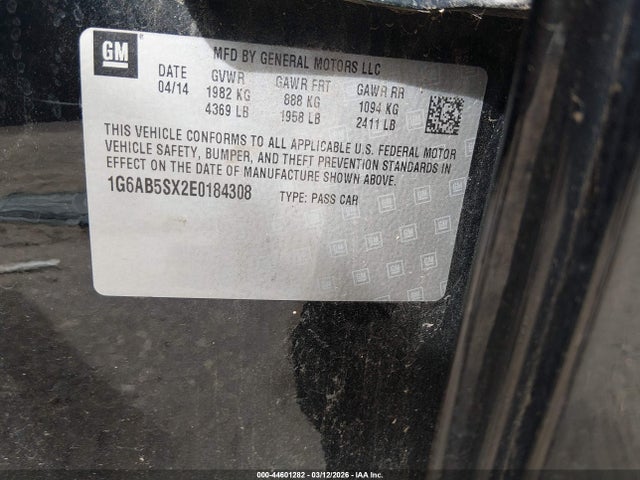 GM
MFD BY GENERAL MOTORS LLC
DATE GVWR GAWR FRT GAWR RR
04/14 1982 KG 888 KG 1094 KG
4369 LB 1958 LB 2411 LB
THIS VEHICLE CONFORMS TO ALL APPLICABLE U.S. FEDERAL MOTOR
VEHICLE SAFETY, BUMPER, AND THEFT PREVENTION STANDARDS IN
EFFECT ON THE DATE OF MANUFACTURE SHOWN ABOVE.
1G6AB5SX2E0184308 TYPE: PASS CAR
000-44601282 - 03/12/2026 - IAA Inc.